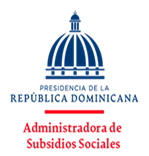 PRESIDENCIA DE LA
REPÚBLICA DOMINICANA
Administradora de
Subsidios Sociales